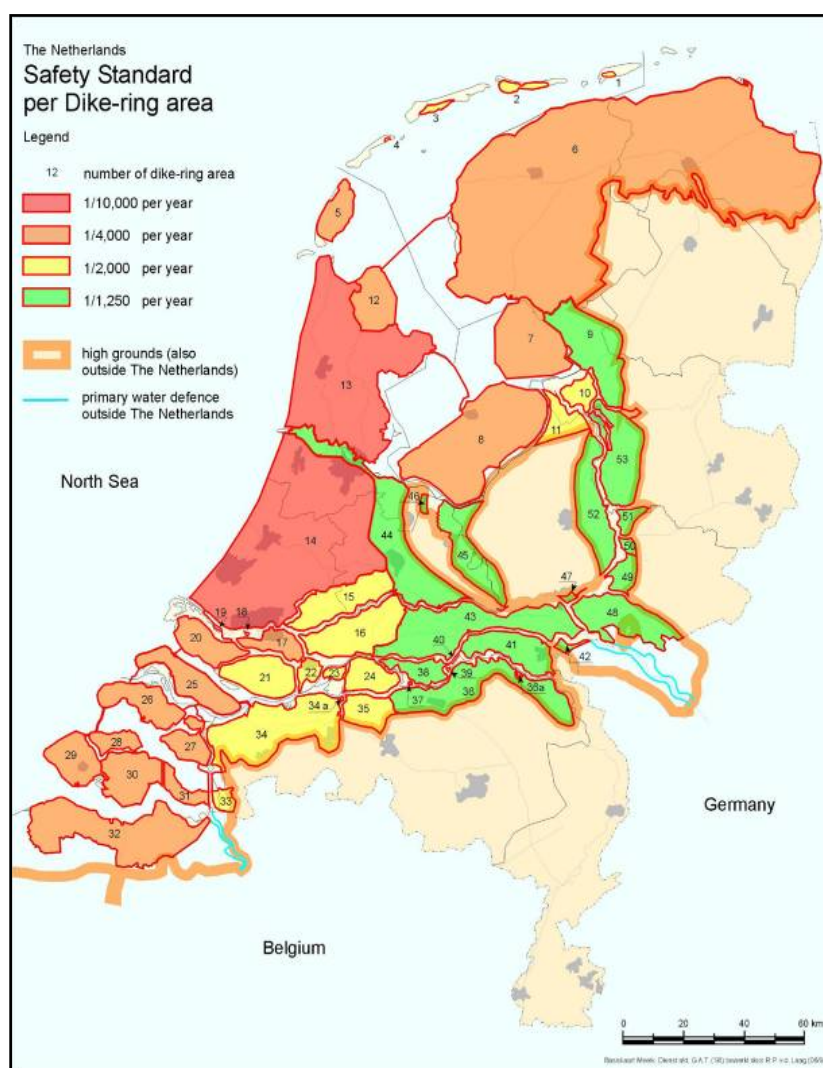 The Netherlands
Safety Standard
per Dike-ring area
Legend
12 number of dike-ring area
1/10,000 per year
1/4,000 per year
1/2,000 per year
1/1,250 per year
high grounds (also
outside The Netherlands)
primary water defence
outside The Netherlands
1
2
3
4
5
6
7
12
9
13
10
11
8
53
46
52
51
14
44
45
50
49
47
15
48
19
18
43
16
20
17
40
41
42
21
22
23
24
38
39
25
37
36
36a
26
34a
35
34
28
27
29
30
31
33
32
North Sea
Germany
Belgium
0 20 40 60 km